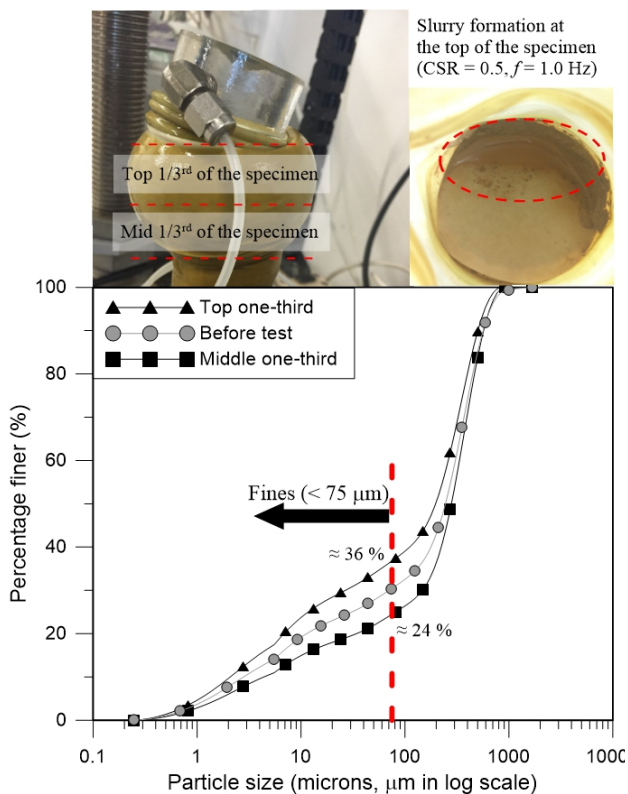 Slurry formation at
the top of the specimen
(CSR = 0.5, f = 1.0 Hz)
Top 1/3rd of the specimen
Mid 1/3rd of the specimen
Top one-third
Before test
Middle one-third
Fines (< 75 μm)
≈ 36 %
≈ 24 %
Percentage finer (%)
100
80
60
40
20
0
0.1 1 10 100 1000 1000
Particle size (microns, μm in log scale)